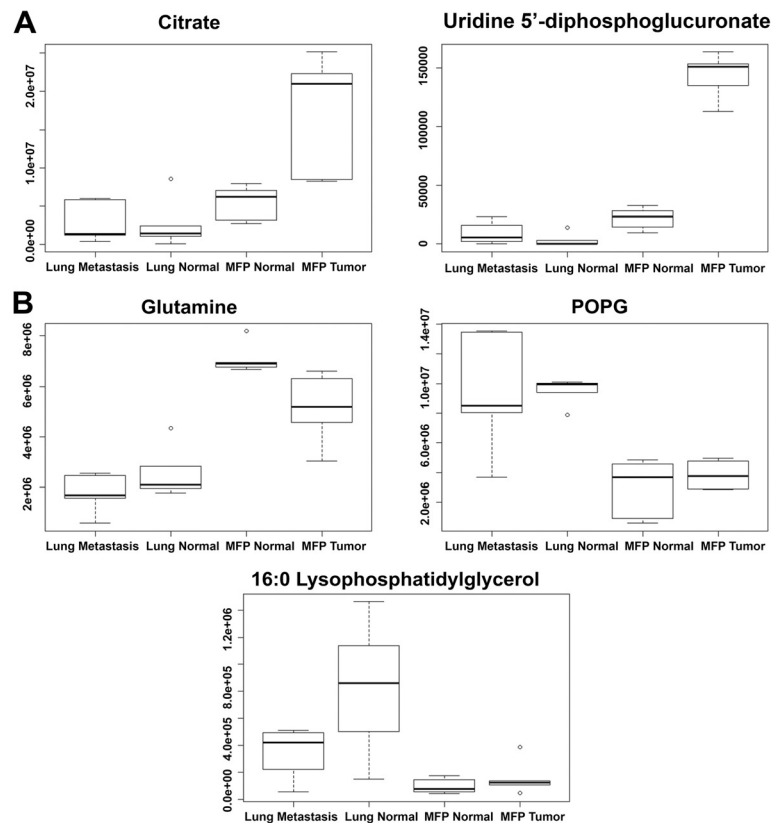 A
Citrate
Uridine 5’-diphosphoglucuronate
2.0e+07
1.0e+07
0.0e+00
Lung Metastasis Lung Normal MFP Normal MFP Tumor
150000
100000
50000
0
Lung Metastasis Lung Normal MFP Normal MFP Tumor
B
Glutamine
POPG
8e+06
6e+06
4e+06
2e+06
Lung Metastasis Lung Normal MFP Normal MFP Tumor
1.4e+07
1.0e+07
6.0e+06
2.0e+06
Lung Metastasis Lung Normal MFP Normal MFP Tumor
16:0 Lysophosphatidylglycerol
1.2e+06
8.0e+05
4.0e+05
0.0e+00
Lung Metastasis Lung Normal MFP Normal MFP Tumor